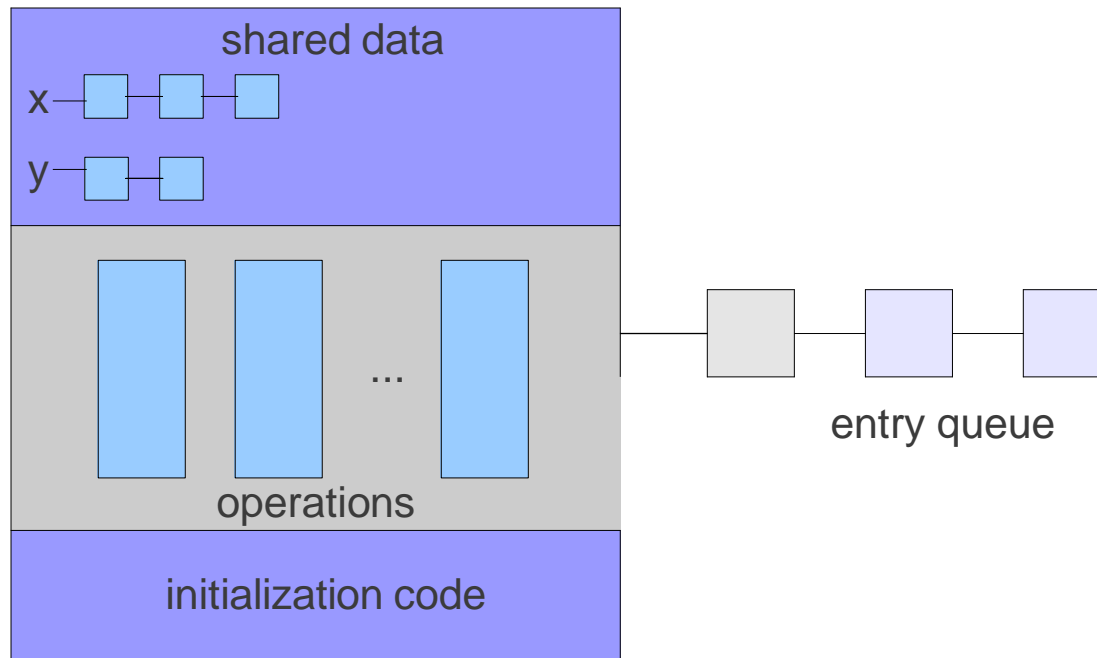 shared data
x
y
...
entry queue
operations
initialization code